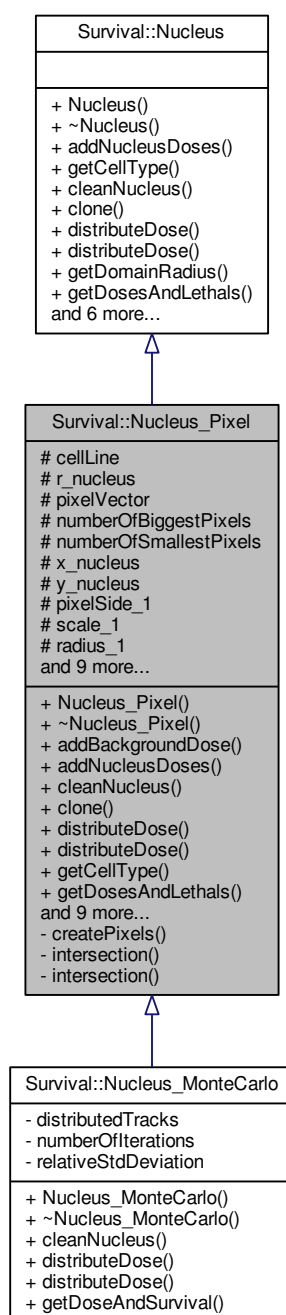 Survival::Nucleus
+ Nucleus()
+ ~Nucleus()
+ addNucleusDoses()
+ getCellType()
+ cleanNucleus()
+ clone()
+ distributeDose()
+ distributeDose()
+ getDomainRadius()
+ getDosesAndLethals()
and 6 more...
Survival::Nucleus_Pixel
# cellLine
# r_nucleus
# pixelVector
# numberOfBiggestPixels
# numberOfSmallestPixels
# x_nucleus
# y_nucleus
# pixelSide_1
# scale_1
# radius_1
and 9 more...
+ Nucleus_Pixel()
+ ~Nucleus_Pixel()
+ addBackgroundDose()
+ addNucleusDoses()
+ cleanNucleus()
+ clone()
+ distributeDose()
+ distributeDose()
+ getCellType()
+ getDosesAndLethals()
and 9 more...
- createPixels()
- intersection()
- intersection()
Survival::Nucleus_MonteCarlo
- distributedTracks
- numberOfIterations
- relativeStdDeviation
+ Nucleus_MonteCarlo()
+ ~Nucleus_MonteCarlo()
+ cleanNucleus()
+ distributeDose()
+ distributeDose()
+ getDoseAndSurvival()